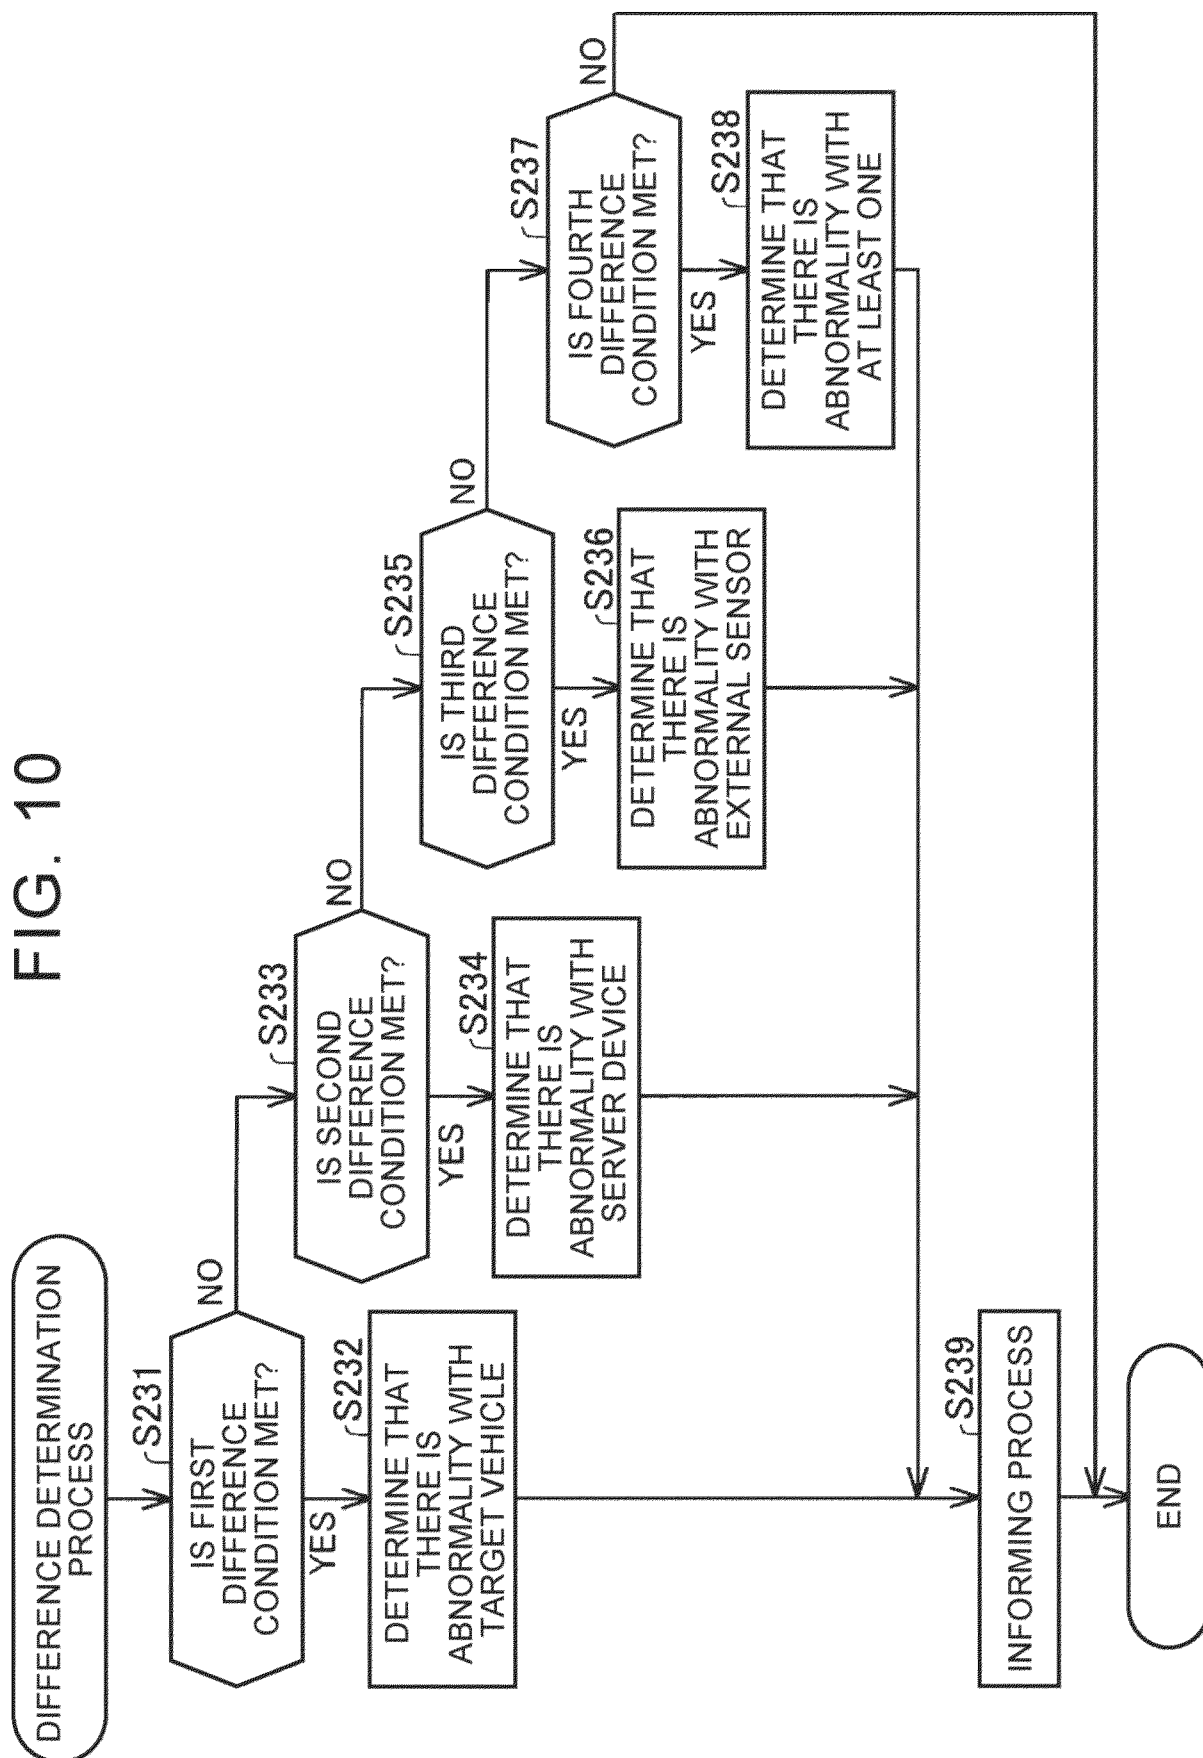 FIG. 10
DIFFERENCE DETERMINATION
PROCESS
S231
IS FIRST
DIFFERENCE
CONDITION MET?
NO
YES
S232
DETERMINE THAT
THERE IS
ABNORMALITY WITH
TARGET VEHICLE
S233
IS SECOND
DIFFERENCE
CONDITION MET?
NO
YES
S234
DETERMINE THAT
THERE IS
ABNORMALITY WITH
SERVER DEVICE
S235
IS THIRD
DIFFERENCE
CONDITION MET?
NO
YES
S236
DETERMINE THAT
THERE IS
ABNORMALITY WITH
EXTERNAL SENSOR
S237
IS FOURTH
DIFFERENCE
CONDITION MET?
NO
YES
S238
DETERMINE THAT
THERE IS
ABNORMALITY WITH
AT LEAST ONE
S239
INFORMING PROCESS
END